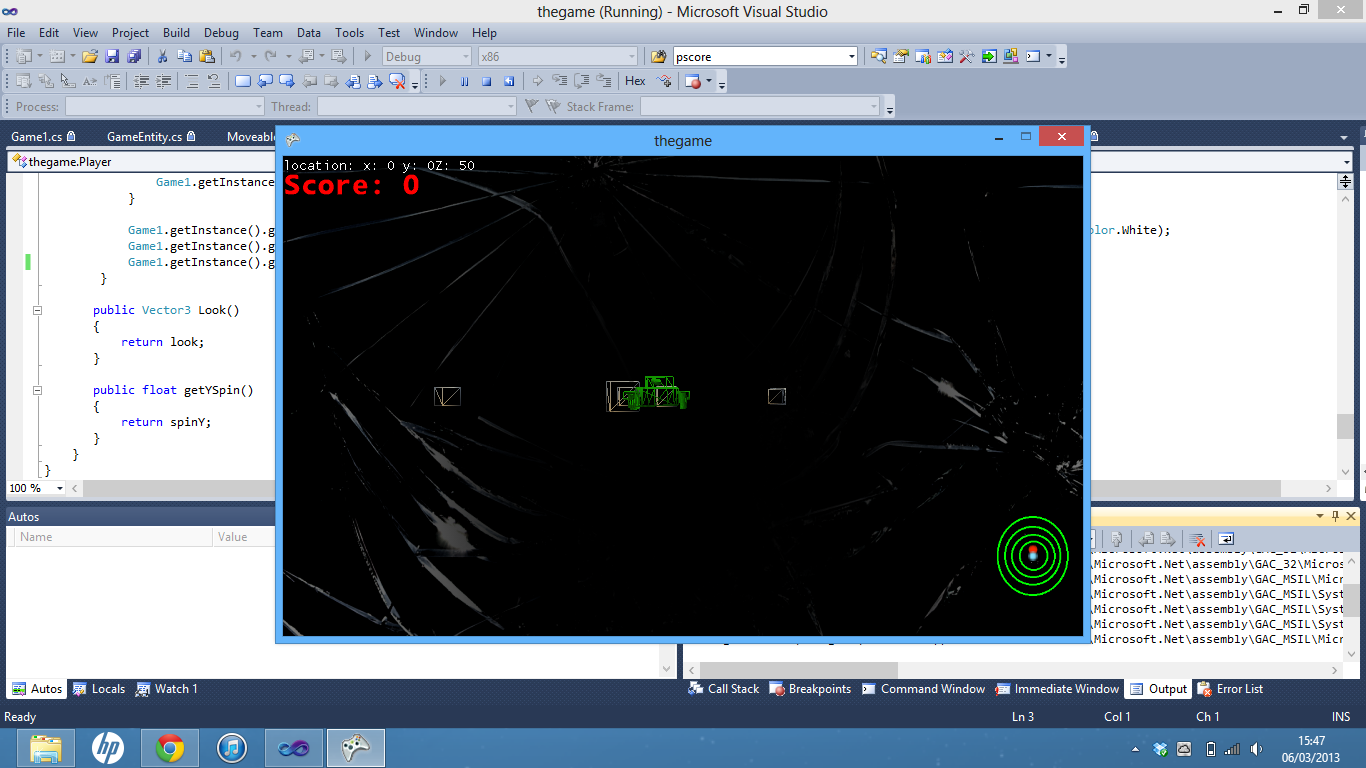 thegame (Running) - Microsoft Visual Studio
File Edit View Project Build Debug Team Data Tools Test Window Help
Debug x86 pscore
Hex
Process: Thread: Stack Frame:
Game1.cs GameEntity.cs Moveabl
thegame
thegame.Player
location: x: 0 y: 0Z: 50
Score: 0
Game1.getInstance
}
Game1.getInstance().g olor.White);
Game1.getInstance().g
Game1.getInstance().g
}
public Vector3 Look()
{
return look;
}
public float getYSpin()
{
return spinY;
}
}
}
100 %
Autos
Name Value
\Microsoft.Net\assembly\GAC_32\Micros
\Microsoft.Net\assembly\GAC_MSIL\Micr
\Microsoft.Net\assembly\GAC_MSIL\Syst
\Microsoft.Net\assembly\GAC_MSIL\Syst
\Microsoft.Net\assembly\GAC_MSIL\Syst
\Microsoft.Net\assembly\GAC_MSIL\Micr
Autos Locals Watch 1 Call Stack Breakpoints Command Window Immediate Window Output Error List
Ready Ln 3 Col 1 Ch 1 INS
hp
15:47
06/03/2013